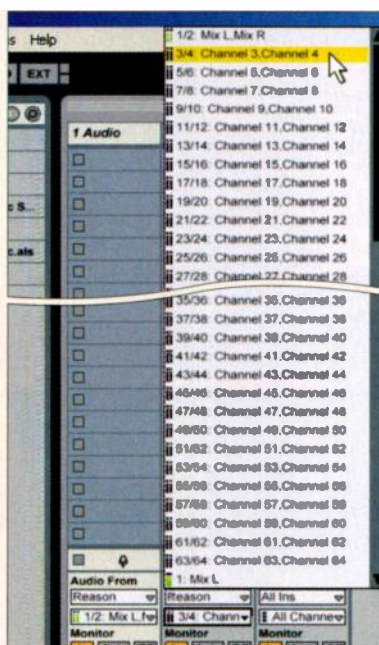 s Help
EXT
1 Audio
c.als
1/2: Mix L,Mix R
3/4: Channel 3,Channel 4
5/6: Channel 5,Channel 6
7/8: Channel 7,Channel 8
9/10: Channel 9,Channel 10
11/12: Channel 11,Channel 12
13/14: Channel 13,Channel 14
15/16: Channel 15,Channel 16
17/18: Channel 17,Channel 18
19/20: Channel 19,Channel 20
21/22: Channel 21,Channel 22
23/24: Channel 23,Channel 24
25/26: Channel 25,Channel 26
27/28: Channel 27,Channel 28
35/36: Channel 35,Channel 36
37/38: Channel 37,Channel 38
39/40: Channel 39,Channel 40
41/42: Channel 41,Channel 42
43/44: Channel 43,Channel 44
45/46: Channel 45,Channel 46
47/48: Channel 47,Channel 48
49/50: Channel 49,Channel 50
51/52: Channel 51,Channel 52
53/54: Channel 53,Channel 54
55/56: Channel 55,Channel 56
57/58: Channel 57,Channel 58
59/60: Channel 59,Channel 60
61/62: Channel 61,Channel 62
63/64: Channel 63,Channel 64
1: Mix L
Audio From
Reason Reason All Ins
1/2: Mix L,M 3/4: Chann All Channe
Monitor Monitor Monitor